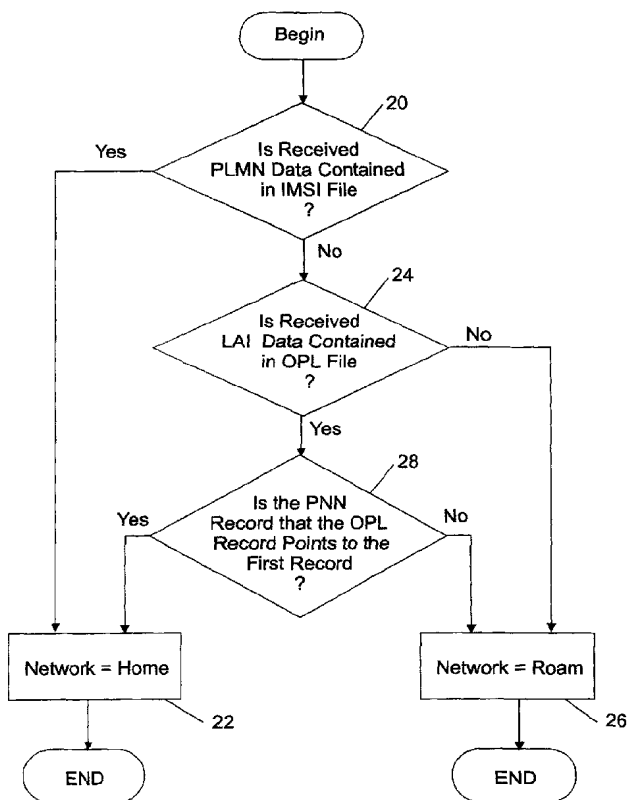 Begin
20
Is Received
PLMN Data Contained
in IMSI File
?
Yes
No
24
Is Received
LAI Data Contained
in OPL File
?
No
Yes
28
Is the PNN
Record that the OPL
Record Points to the
First Record
?
Yes
No
Network = Home
Network = Roam
22
26
END
END